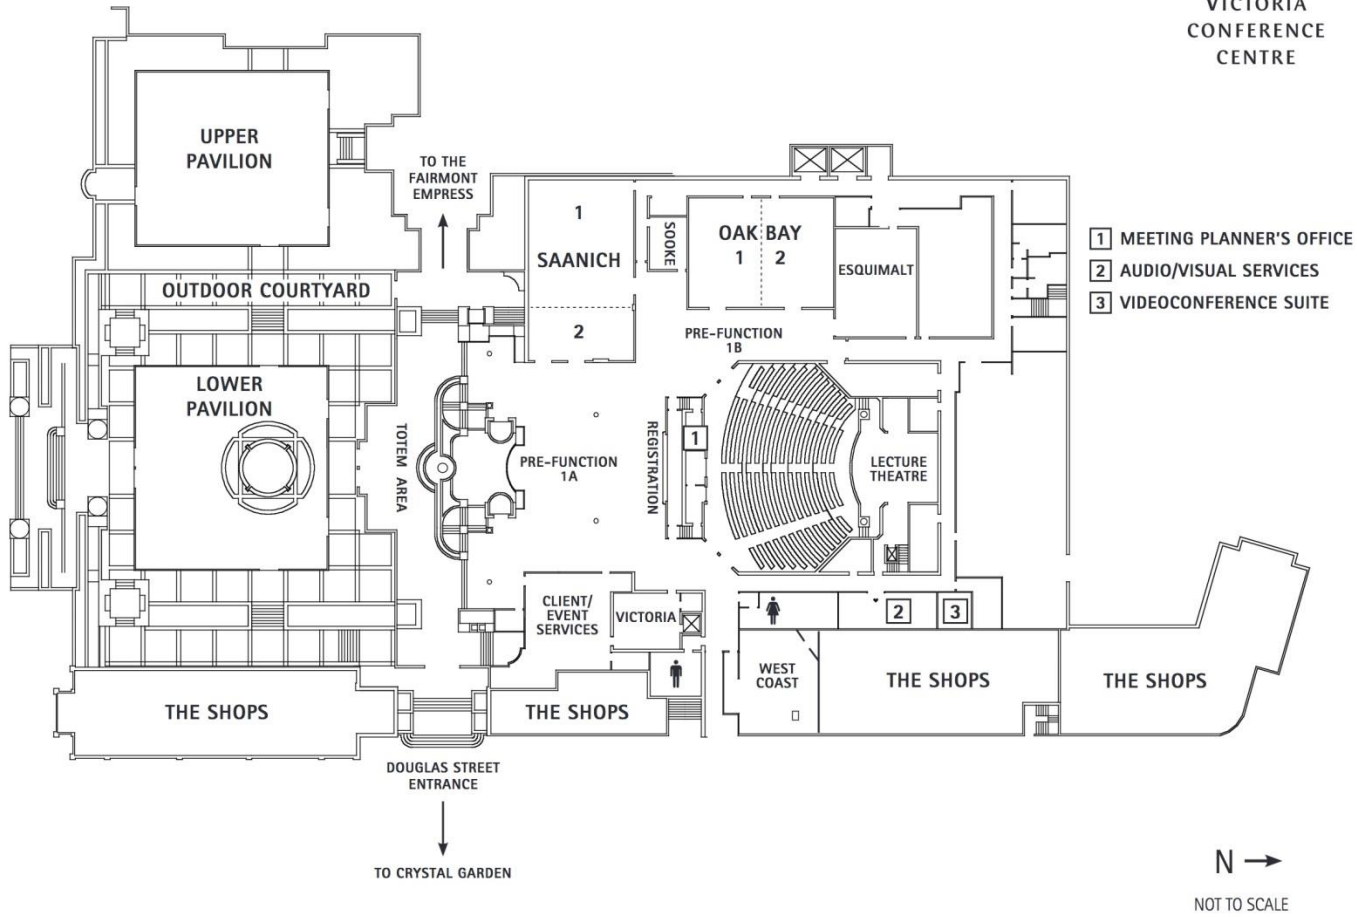 VICTORIA
CONFERENCE
CENTRE
UPPER
PAVILION
TO THE
FAIRMONT
EMPRESS
1
SAANICH
2
SOOKE
OAK BAY
1 2
ESQUIMALT
1 MEETING PLANNER'S OFFICE
2 AUDIO/VISUAL SERVICES
3 VIDEOCONFERENCE SUITE
OUTDOOR COURTYARD
PRE-FUNCTION
1B
LOWER
PAVILION
TOTEM AREA
PRE-FUNCTION
1A
REGISTRATION
1
LECTURE
THEATRE
CLIENT/
EVENT
SERVICES
VICTORIA
2
3
WEST
COAST
THE SHOPS
THE SHOPS
THE SHOPS
THE SHOPS
DOUGLAS STREET
ENTRANCE
TO CRYSTAL GARDEN
N
NOT TO SCALE